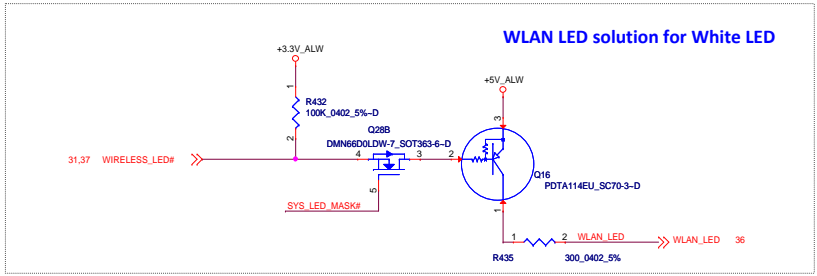 WLAN LED solution for White LED
+3.3V_ALW
+5V_ALW
1
R432
100K_0402_5%~D
2
3
Q28B
DMN66D0LDW-7_SOT363-6~D
31,37 WIRELESS_LED#
4
3
2
5
Q16
PDTA114EU_SC70-3~D
SYS_LED_MASK#
1
1
2
WLAN_LED
WLAN_LED 36
R435
300_0402_5%